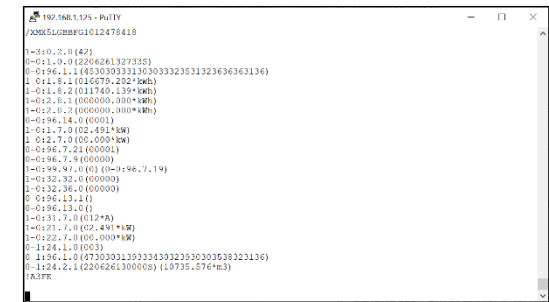 192.168.1.125 - PuTTY
/XMX5LGBBFG1012478418
1-3:0.2.8(42)
0-0:1.0.0(220626132733S)
0-0:96.1.1(4530303331303033323531323636363136)
1-0:1.8.1(016679.202*kWh)
1-0:1.8.2(011740.139*kWh)
1-0:2.8.1(000000.000*kWh)
1-0:2.8.2(000000.000*kWh)
0-0:96.14.0(0001)
1-0:1.7.0(02.491*kW)
1-0:2.7.0(00.000*kW)
0-0:96.7.21(00001)
0-0:96.7.9(00000)
1-0:99.97.0(0)(0-0:96.7.19)
1-0:32.32.0(00000)
1-0:32.36.0(00000)
0-0:96.13.1()
0-0:96.13.0()
1-0:31.7.0(012*A)
1-0:21.7.0(02.491*kW)
1-0:22.7.0(00.000*kW)
0-1:24.1.0(003)
0-1:96.1.0(4730303139333430323930303538323136)
0-1:24.2.1(220626130000S)(10735.576*m3)
!A3FE